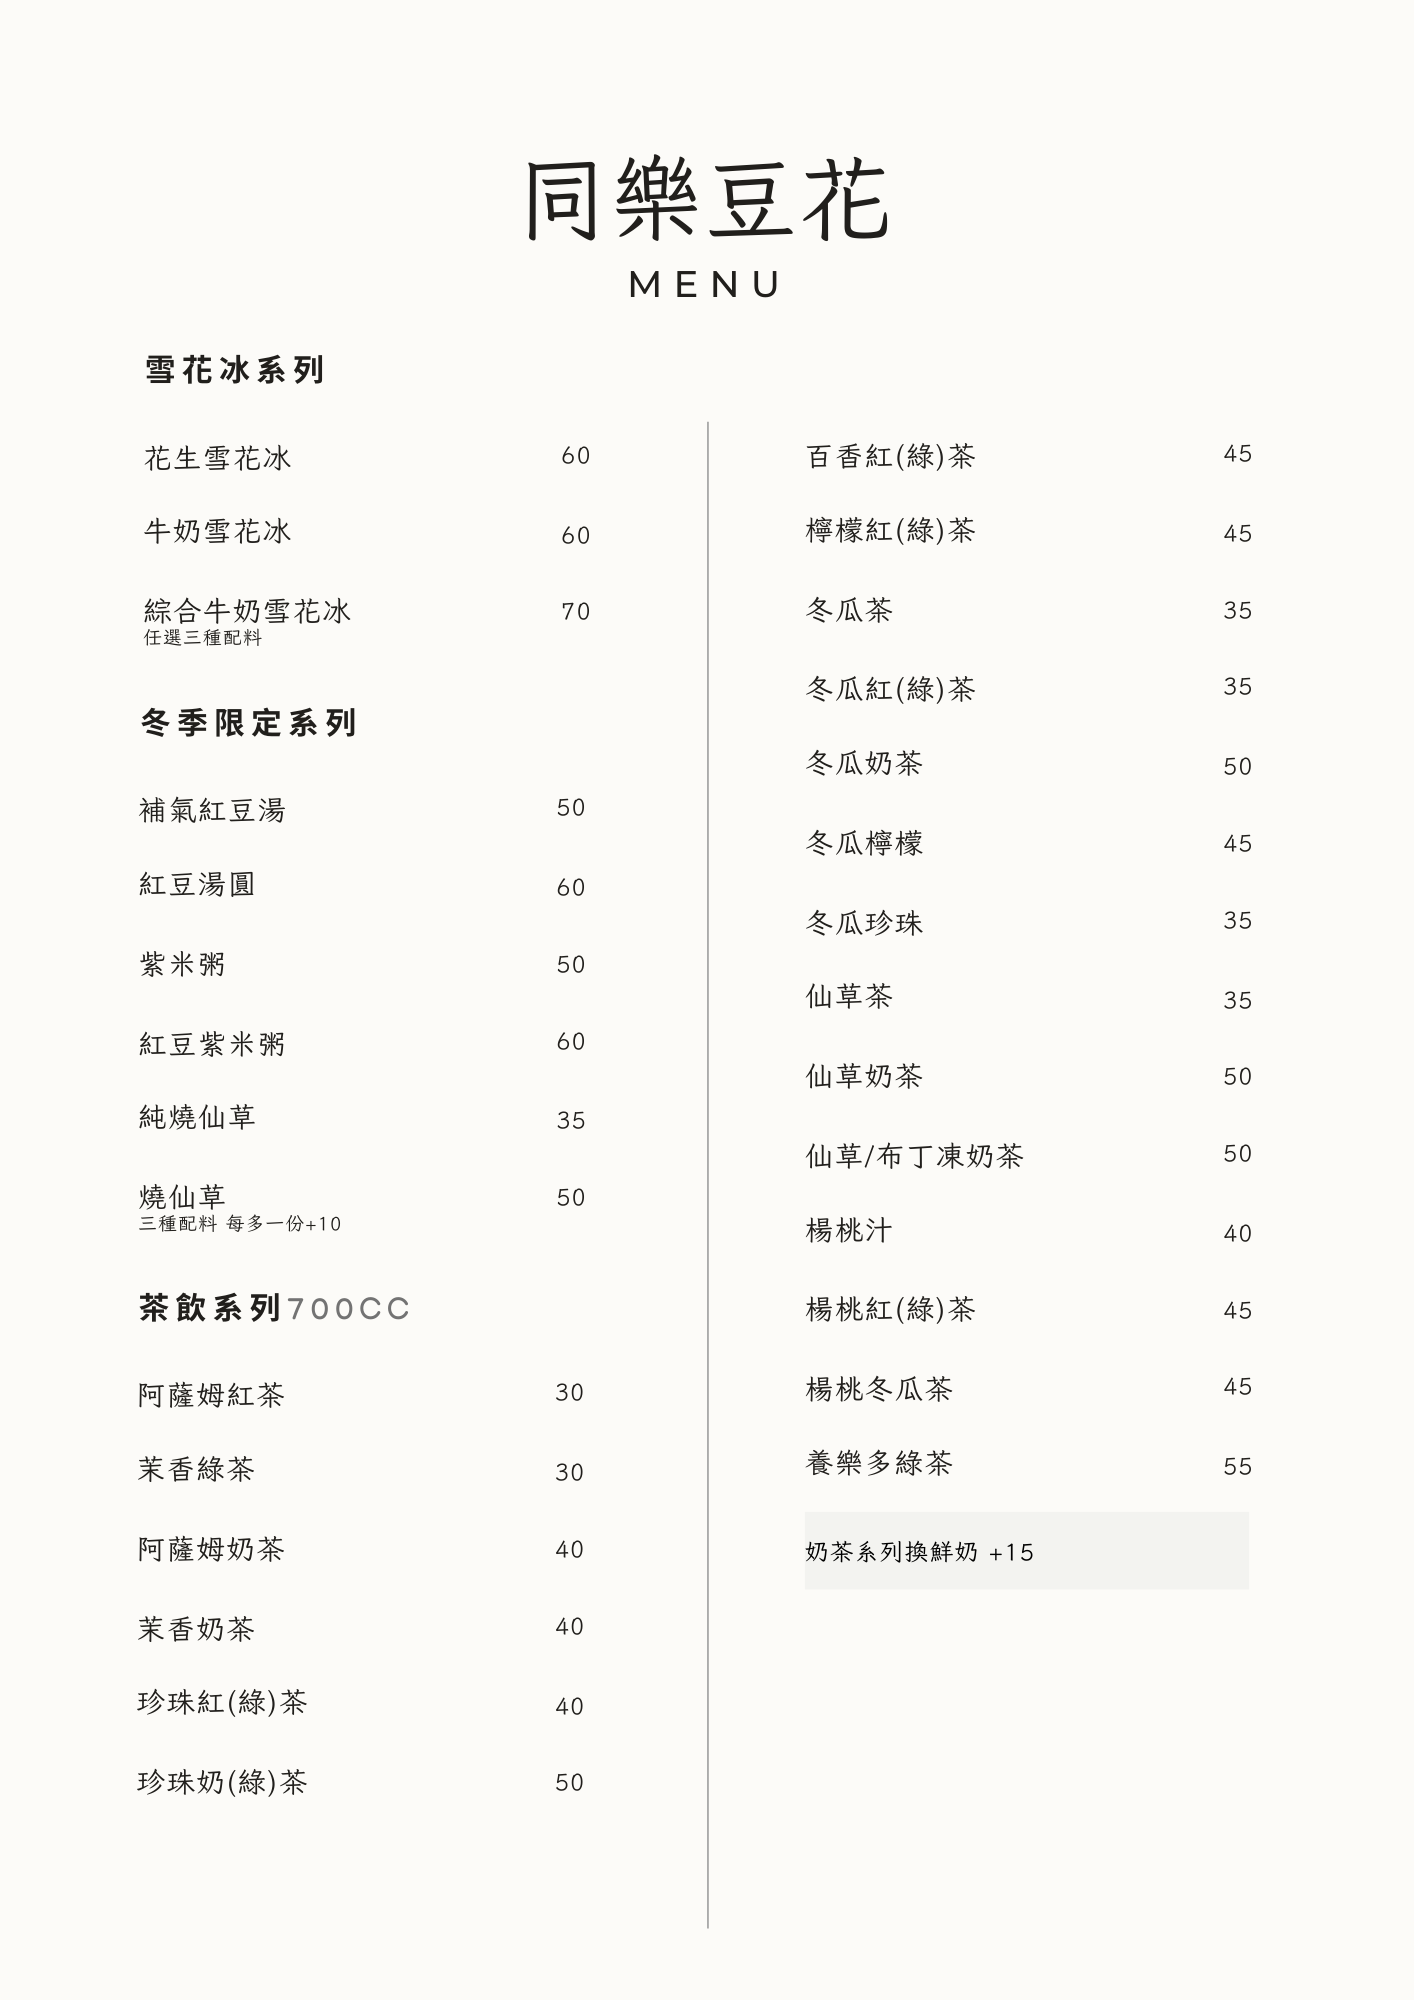 同樂豆花
MENU
雪花冰系列
花生雪花冰 60
牛奶雪花冰 60
綜合牛奶雪花冰 70
任選三種配料
冬季限定系列
補氣紅豆湯 50
紅豆湯圓 60
紫米粥 50
紅豆紫米粥 60
純燒仙草 35
燒仙草 50
三種配料 每多一份+10
茶飲系列700CC
阿薩姆紅茶 30
茉香綠茶 30
阿薩姆奶茶 40
茉香奶茶 40
珍珠紅(綠)茶 40
珍珠奶(綠)茶 50
百香紅(綠)茶 45
檸檬紅(綠)茶 45
冬瓜茶 35
冬瓜紅(綠)茶 35
冬瓜奶茶 50
冬瓜檸檬 45
冬瓜珍珠 35
仙草茶 35
仙草奶茶 50
仙草/布丁凍奶茶 50
楊桃汁 40
楊桃紅(綠)茶 45
楊桃冬瓜茶 45
養樂多綠茶 55
奶茶系列換鮮奶 +15